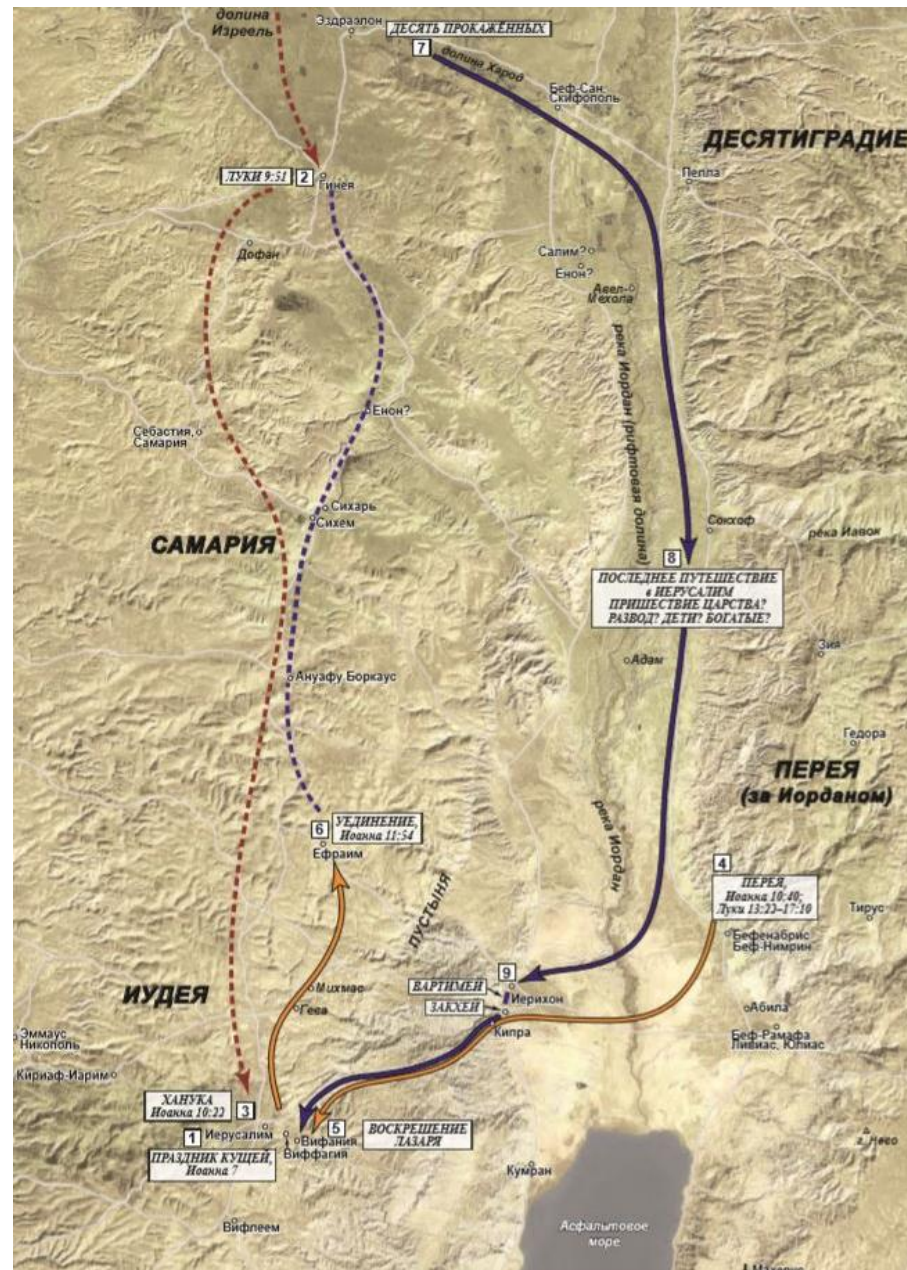 долина
Изреель
Эздраэлон
ДЕСЯТЬ ПРОКАЖЁННЫХ
7
долина Харод
Беф-Сан,
Скифополь
ДЕСЯТИГРАДИЕ
Пелла
ЛУКИ 9:51
2
Гинея
Дофан
Салим?
Енон?
Авел-
Мехола
река Иордан (рифтовая долина)
Енон?
Себастия,
Самария
Сихарь
Сихем
САМАРИЯ
Сокхоф
река Иавок
8
ПОСЛЕДНЕЕ ПУТЕШЕСТВИЕ
в ИЕРУСАЛИМ
ПРИШЕСТВИЕ ЦАРСТВА?
РАЗВОД? ДЕТИ? БОГАТЫЕ?
Адам
Зия
Ануафу Боркаус
Гедора
ПЕРЕЯ
(за Иорданом)
река Иордан
6
УЕДИНЕНИЕ,
Иоанна 11:54
Ефраим
ПУСТЫНЯ
4
ПЕРЕЯ,
Иоанна 10:40;
Луки 13:22–17:10
Тирус
Бефенабрис
Беф-Нимрин
9
ВАРТИМЕЙ
Иерихон
ЗАКХЕЙ
Кипра
Михмас
Гева
ИУДЕЯ
Абила
Беф-Рамафа
Ливиас, Юлиас
Эммаус
Никополь
Кириаф-Иарим
ХАНУКА
Иоанна 10:22
3
1
Иерусалим
ПРАЗДНИК КУЩЕЙ,
Иоанна 7
5
Вифания
Виффагия
ВОСКРЕШЕНИЕ
ЛАЗАРЯ
г. Нево
Кумран
Вифлеем
Асфальтовое
море